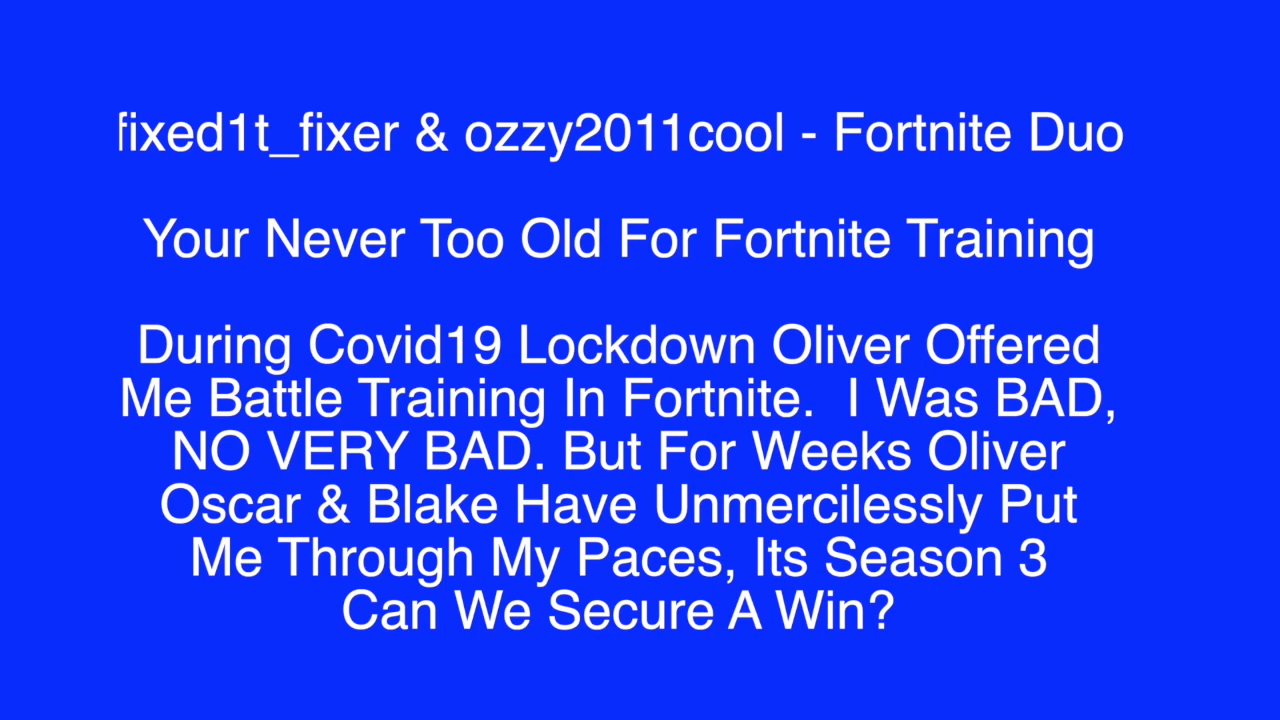 fixed1t_fixer & ozzy2011cool - Fortnite Duo
Your Never Too Old For Fortnite Training
During Covid19 Lockdown Oliver Offered
Me Battle Training In Fortnite.  I Was BAD,
NO VERY BAD. But For Weeks Oliver
Oscar & Blake Have Unmercilessly Put
Me Through My Paces, Its Season 3
Can We Secure A Win?